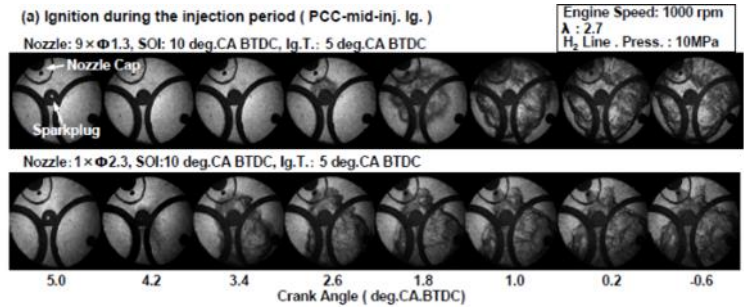 (a) Ignition during the injection period ( PCC-mid-inj. Ig. )
Engine Speed: 1000 rpm
λ : 2.7
H₂ Line . Press. : 10MPa
Nozzle: 9×Φ1.3, SOI: 10 deg.CA BTDC, Ig.T.: 5 deg.CA BTDC
Nozzle Cap
Sparkplug
Nozzle: 1×Φ2.3, SOI:10 deg.CA BTDC, Ig.T.: 5 deg.CA BTDC
5.0 4.2 3.4 2.6 1.8 1.0 0.2 -0.6
Crank Angle ( deg.CA.BTDC)